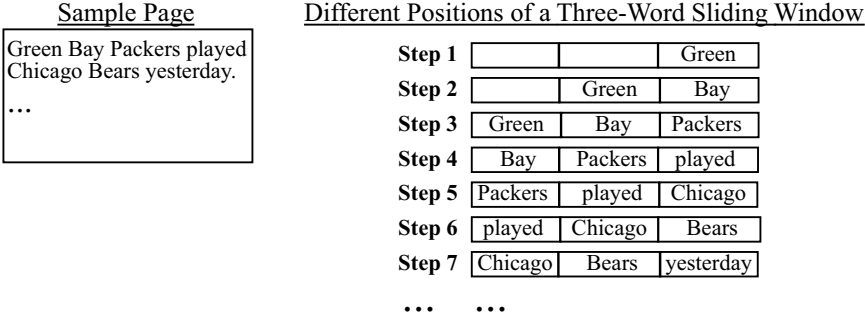 Sample Page
Green Bay Packers played
Chicago Bears yesterday.
...
Different Positions of a Three-Word Sliding Window
Step 1 Green
Step 2 Green Bay
Step 3 Green Bay Packers
Step 4 Bay Packers played
Step 5 Packers played Chicago
Step 6 played Chicago Bears
Step 7 Chicago Bears yesterday
... ...